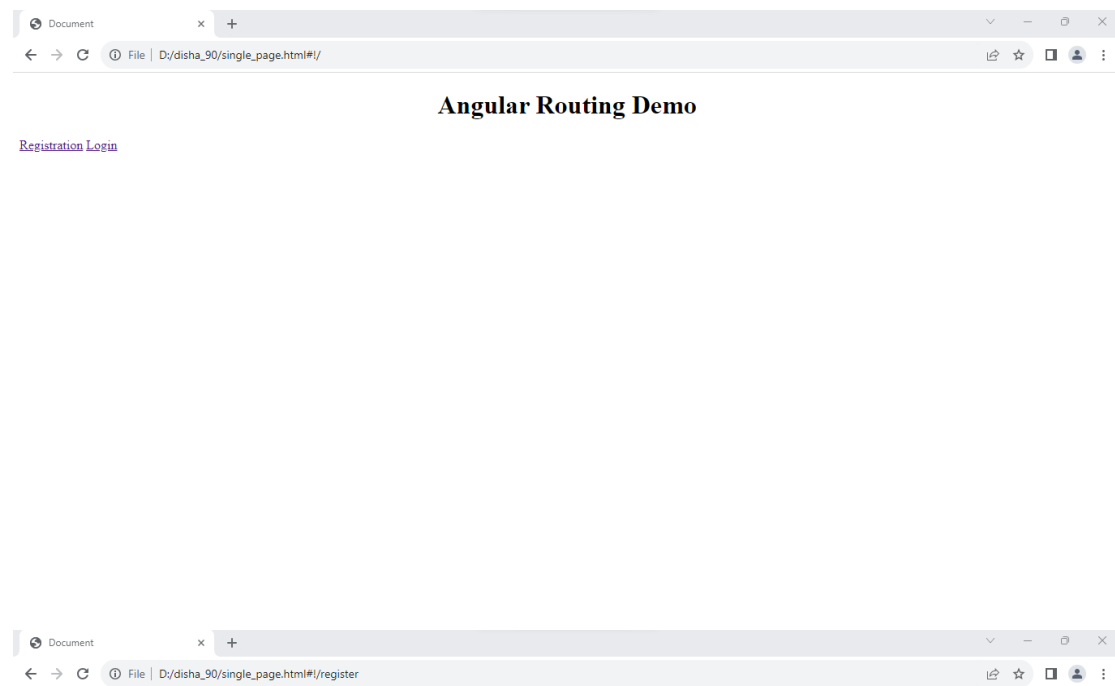 Document
File | D:/disha_90/single_page.html#!/
Angular Routing Demo
Registration Login
Document
File | D:/disha_90/single_page.html#!/register